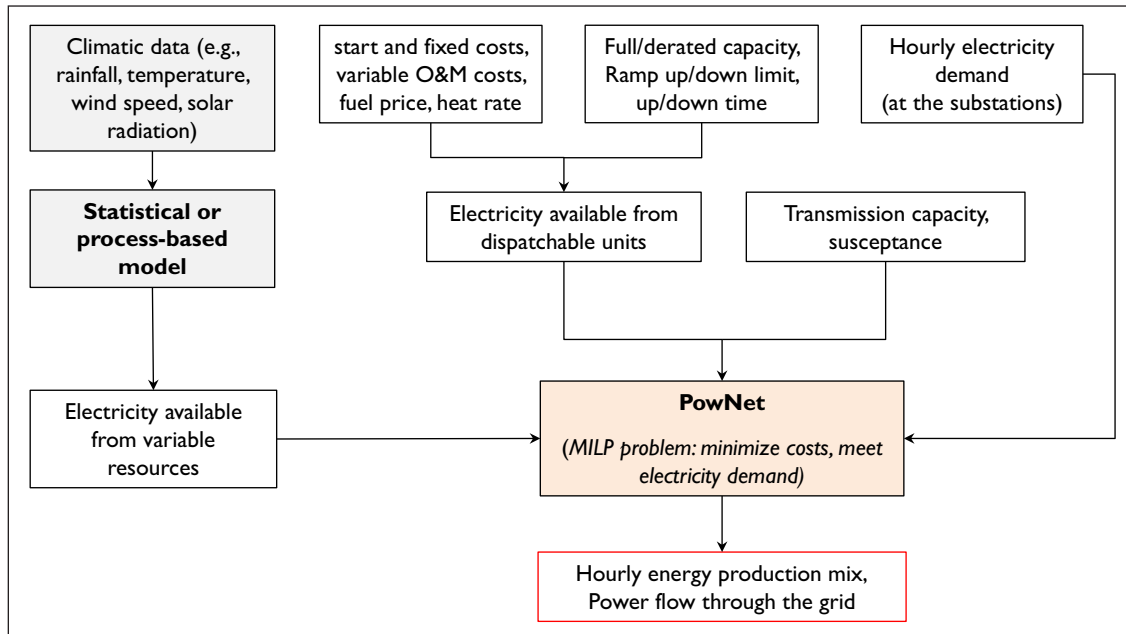 Climatic data (e.g.,
rainfall, temperature,
wind speed, solar
radiation)
start and fixed costs,
variable O&M costs,
fuel price, heat rate
Full/derated capacity,
Ramp up/down limit,
up/down time
Hourly electricity
demand
(at the substations)
Statistical or
process-based
model
Electricity available from
dispatchable units
Transmission capacity,
susceptance
Electricity available
from variable
resources
PowNet
(MILP problem: minimize costs, meet
electricity demand)
Hourly energy production mix,
Power flow through the grid